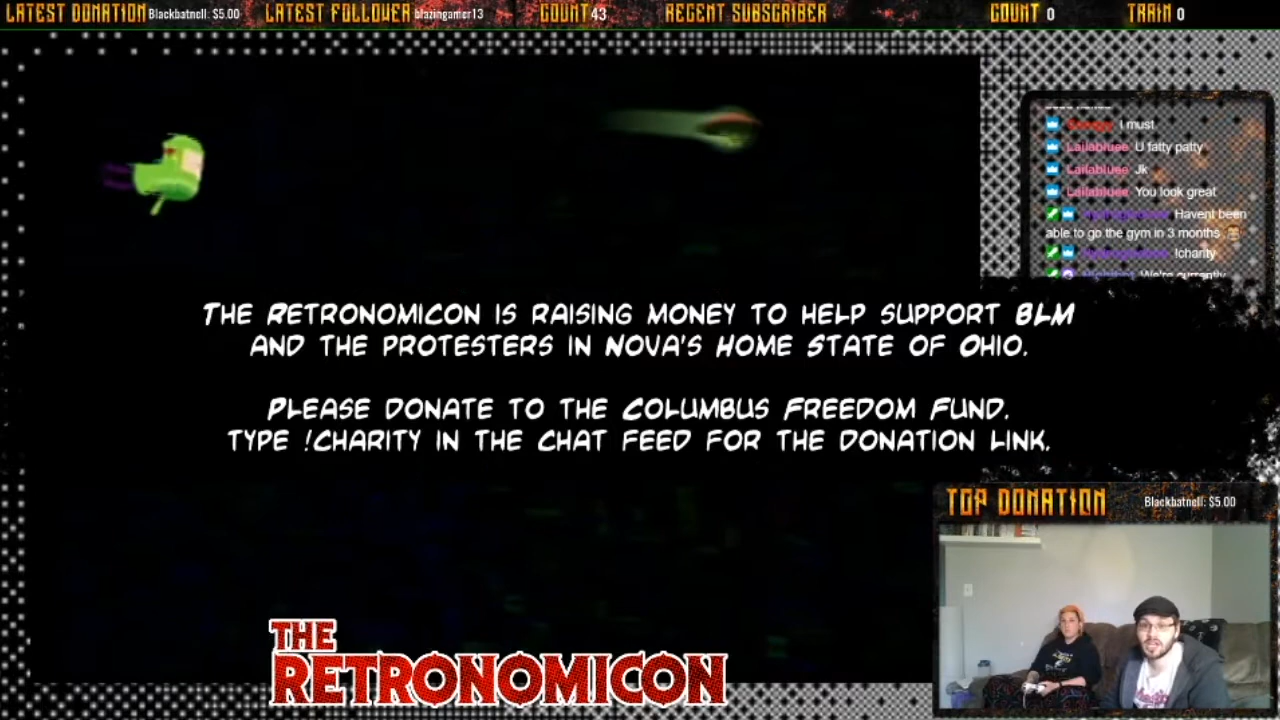 LATEST DONATION Blackbatnell: $5.00 LATEST FOLLOWER blazingamer13 COUNT 43 RECENT SUBSCRIBER COUNT 0 TRAIN 0
I must
Lailabluee U fatty patty
Lailabluee Jk
Lailabluee You look great
Havent been
able to go the gym in 3 months
!charity
We're currently
THE RETRONOMICON IS RAISING MONEY TO HELP SUPPORT BLM
AND THE PROTESTERS IN NOVA'S HOME STATE OF OHIO.
PLEASE DONATE TO THE COLUMBUS FREEDOM FUND.
TYPE !CHARITY IN THE CHAT FEED FOR THE DONATION LINK.
TOP DONATION Blackbatnell: $5.00
THE
RETRONOMICON